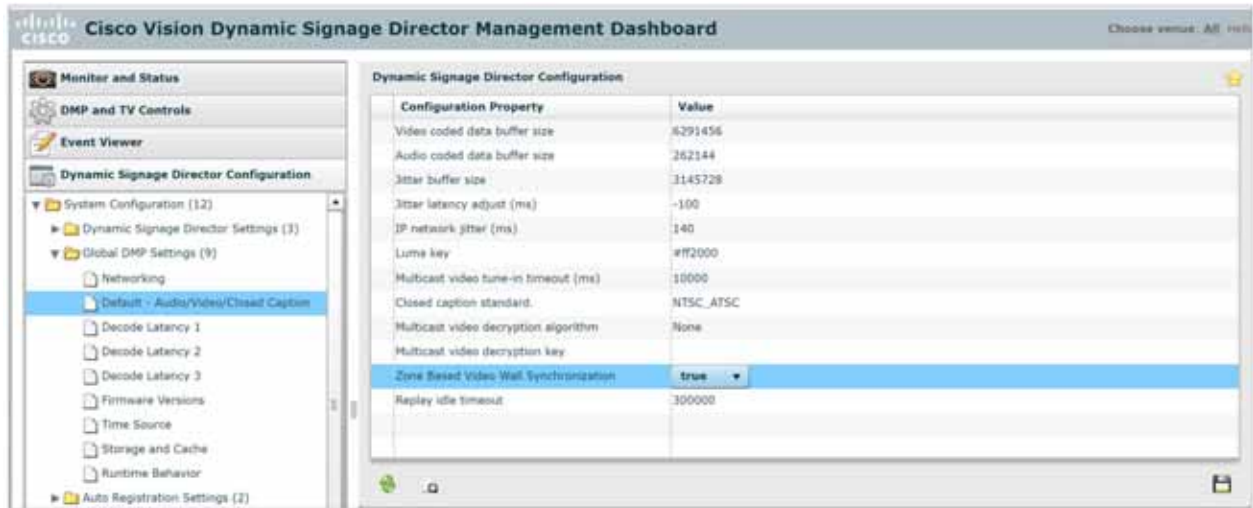 CISCO Cisco Vision Dynamic Signage Director Management Dashboard
Choose venue: All
Monitor and Status
DMP and TV Controls
Event Viewer
Dynamic Signage Director Configuration
System Configuration (12)
Dynamic Signage Director Settings (3)
Global DMP Settings (9)
Networking
Default - Audio/Video/Closed Caption
Decode Latency 1
Decode Latency 2
Decode Latency 3
Firmware Versions
Time Source
Storage and Cache
Runtime Behavior
Auto Registration Settings (2)
Dynamic Signage Director Configuration
Configuration Property Value
Video coded data buffer size 6291456
Audio coded data buffer size 262144
Jitter buffer size 3145728
Jitter latency adjust (ms) -100
IP network jitter (ms) 140
Luma key #ff2000
Multicast video tune-in timeout (ms) 10000
Closed caption standard. NTSC_ATSC
Multicast video decryption algorithm None
Multicast video decryption key
Zone Based Video Wall Synchronization true
Replay idle timeout 300000